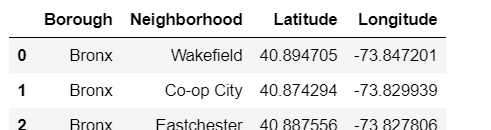 Borough Neighborhood Latitude Longitude
0 Bronx Wakefield 40.894705 -73.847201
1 Bronx Co-op City 40.874294 -73.829939
2 Bronx Eastchester 40.887556 -73.827806